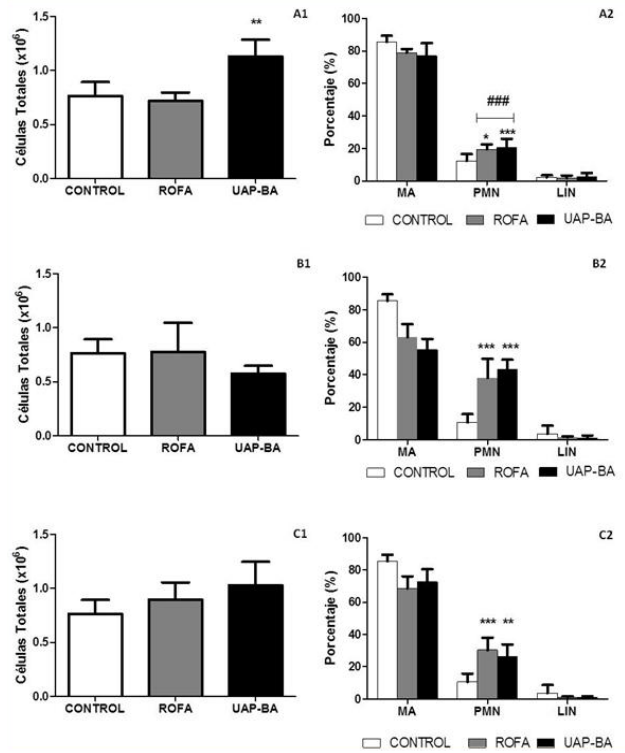 A1
Células Totales (x10⁶)
1.5
1.0
0.5
0.0
**
CONTROL ROFA UAP-BA
A2
Porcentaje (%)
100
80
60
40
20
0
###
* ***
MA PMN LIN
CONTROL ROFA UAP-BA
B1
Células Totales (x10⁶)
1.5
1.0
0.5
0.0
CONTROL ROFA UAP-BA
B2
Porcentaje (%)
100
80
60
40
20
0
*** ***
MA PMN LIN
CONTROL ROFA UAP-BA
C1
Células Totales (x10⁶)
1.5
1.0
0.5
0.0
CONTROL ROFA UAP-BA
C2
Porcentaje (%)
100
80
60
40
20
0
*** **
MA PMN LIN
CONTROL ROFA UAP-BA